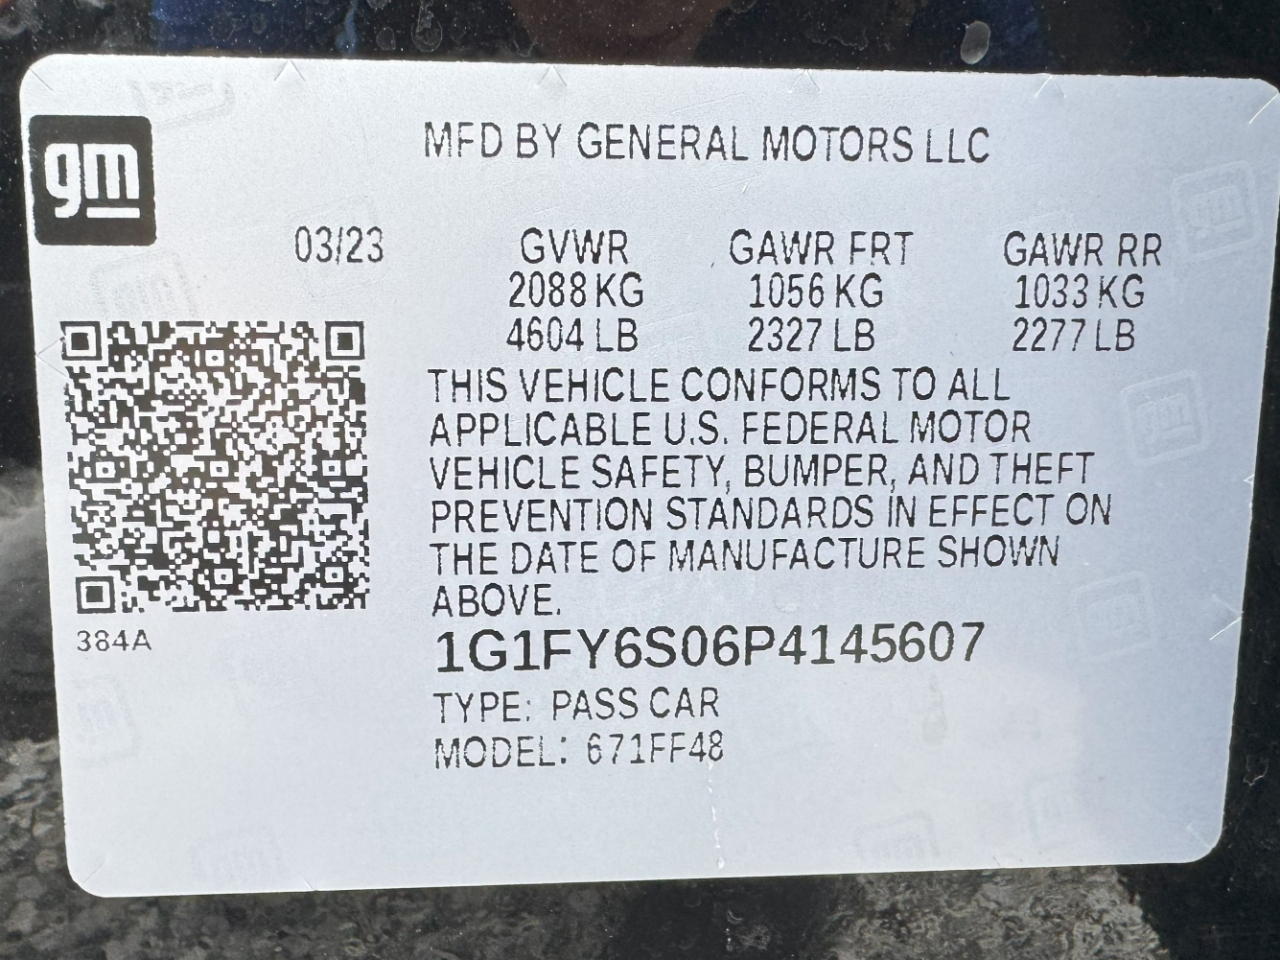 gm
MFD BY GENERAL MOTORS LLC
03/23 GVWR GAWR FRT GAWR RR
2088 KG 1056 KG 1033 KG
4604 LB 2327 LB 2277 LB
THIS VEHICLE CONFORMS TO ALL
APPLICABLE U.S. FEDERAL MOTOR
VEHICLE SAFETY, BUMPER, AND THEFT
PREVENTION STANDARDS IN EFFECT ON
THE DATE OF MANUFACTURE SHOWN
ABOVE.
384A
1G1FY6S06P4145607
TYPE: PASS CAR
MODEL: 671FF48